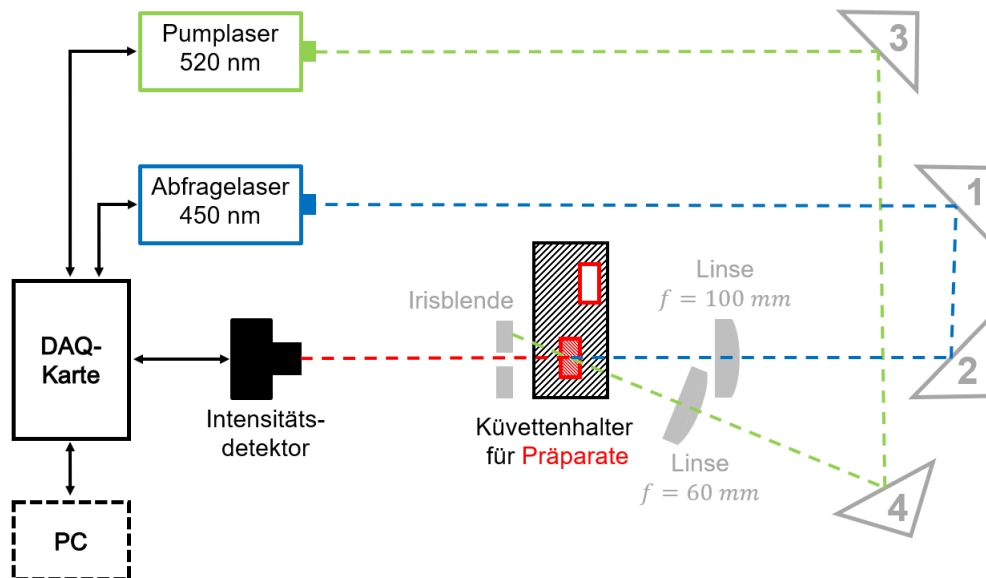 Pumplaser
520 nm
3
Abfragelaser
450 nm
1
Linse
f = 100 mm
Irisblende
DAQ-
Karte
2
Intensitäts-
detektor
Küvettenhalter
für Präparate
Linse
f = 60 mm
4
PC